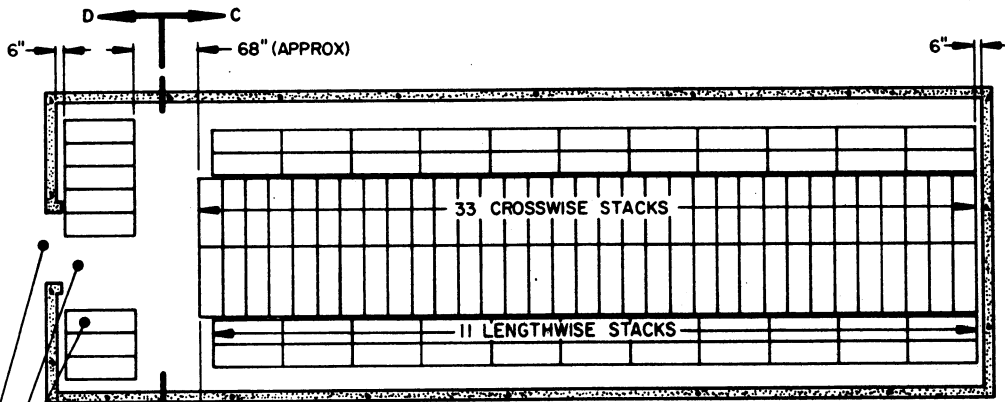 D C
6" 68" (APPROX) 6"
33 CROSSWISE STACKS
11 LENGTHWISE STACKS